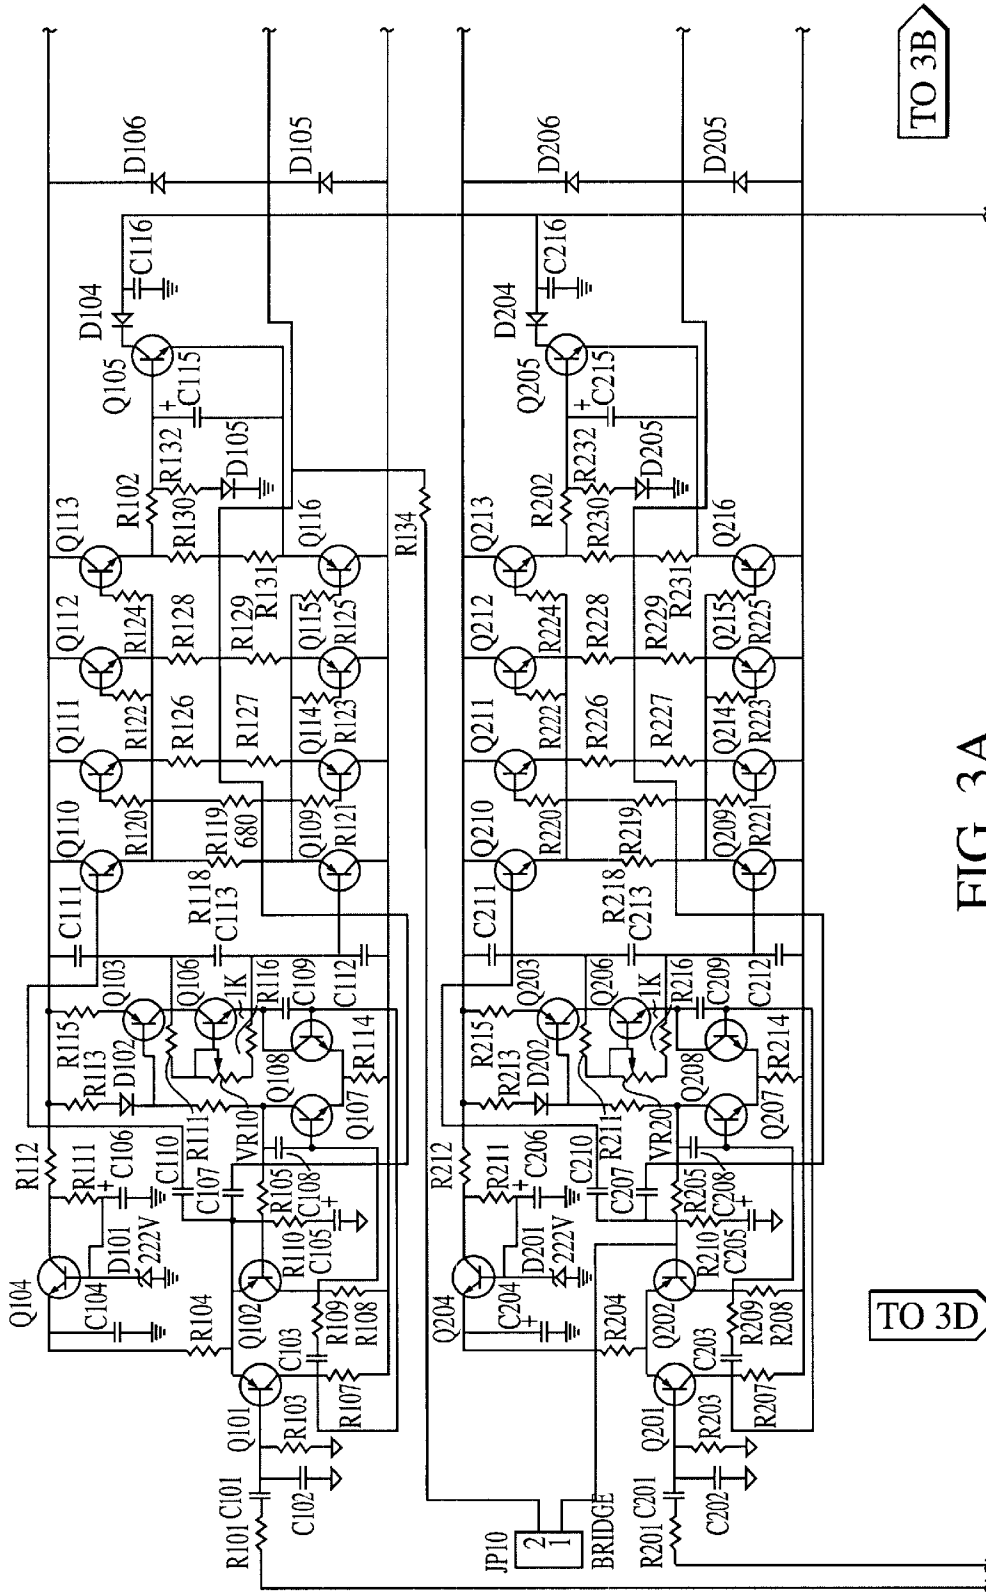 Q104
R112
R111
C106
D101
222V
C104
R104
C110
C107
R115
R113
D102
Q103
Q106
C111
R111
VR10
1K
R116
C109
C112
Q108
Q107
R114
R105
C108
R110
C105
Q102
Q101
C103
R109
R108
R107
R103
C101
R101
C102
Q110
R120
R119
680
R118
C113
Q109
R121
Q111
R122
R126
R127
Q114
R123
Q112
R124
R128
R129
R131
Q115
R125
Q113
R102
R130
R132
D105
Q116
Q105
C115
D104
C116
D106
D105
R134
JP10
2
1
BRIDGE
Q204
R212
R211
C206
D201
222V
C204
R204
C210
C207
R215
R213
D202
Q203
Q206
C211
R211
VR20
1K
R216
C209
C212
Q208
Q207
R214
R205
C208
R210
C205
Q202
Q201
C203
R209
R208
R207
R203
C201
R201
C202
Q210
R220
R219
R218
C213
Q209
R221
Q211
R222
R226
R227
Q214
R223
Q212
R224
R228
R229
R231
Q215
R225
Q213
R202
R230
R232
D205
Q216
Q205
C215
D204
C216
D206
D205
TO 3B
TO 3D
FIG. 3A